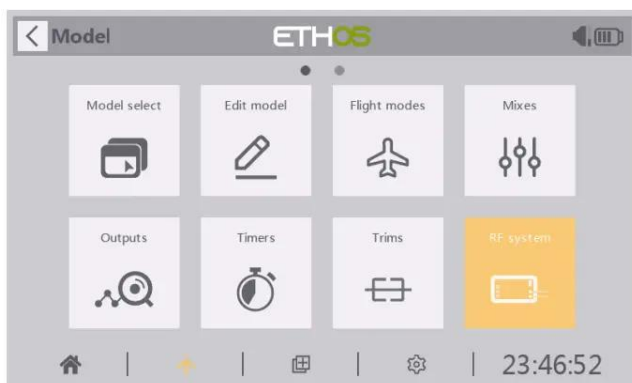 Model
ETHOS
Model select
Edit model
Flight modes
Mixes
Outputs
Timers
Trims
RF system
23:46:52